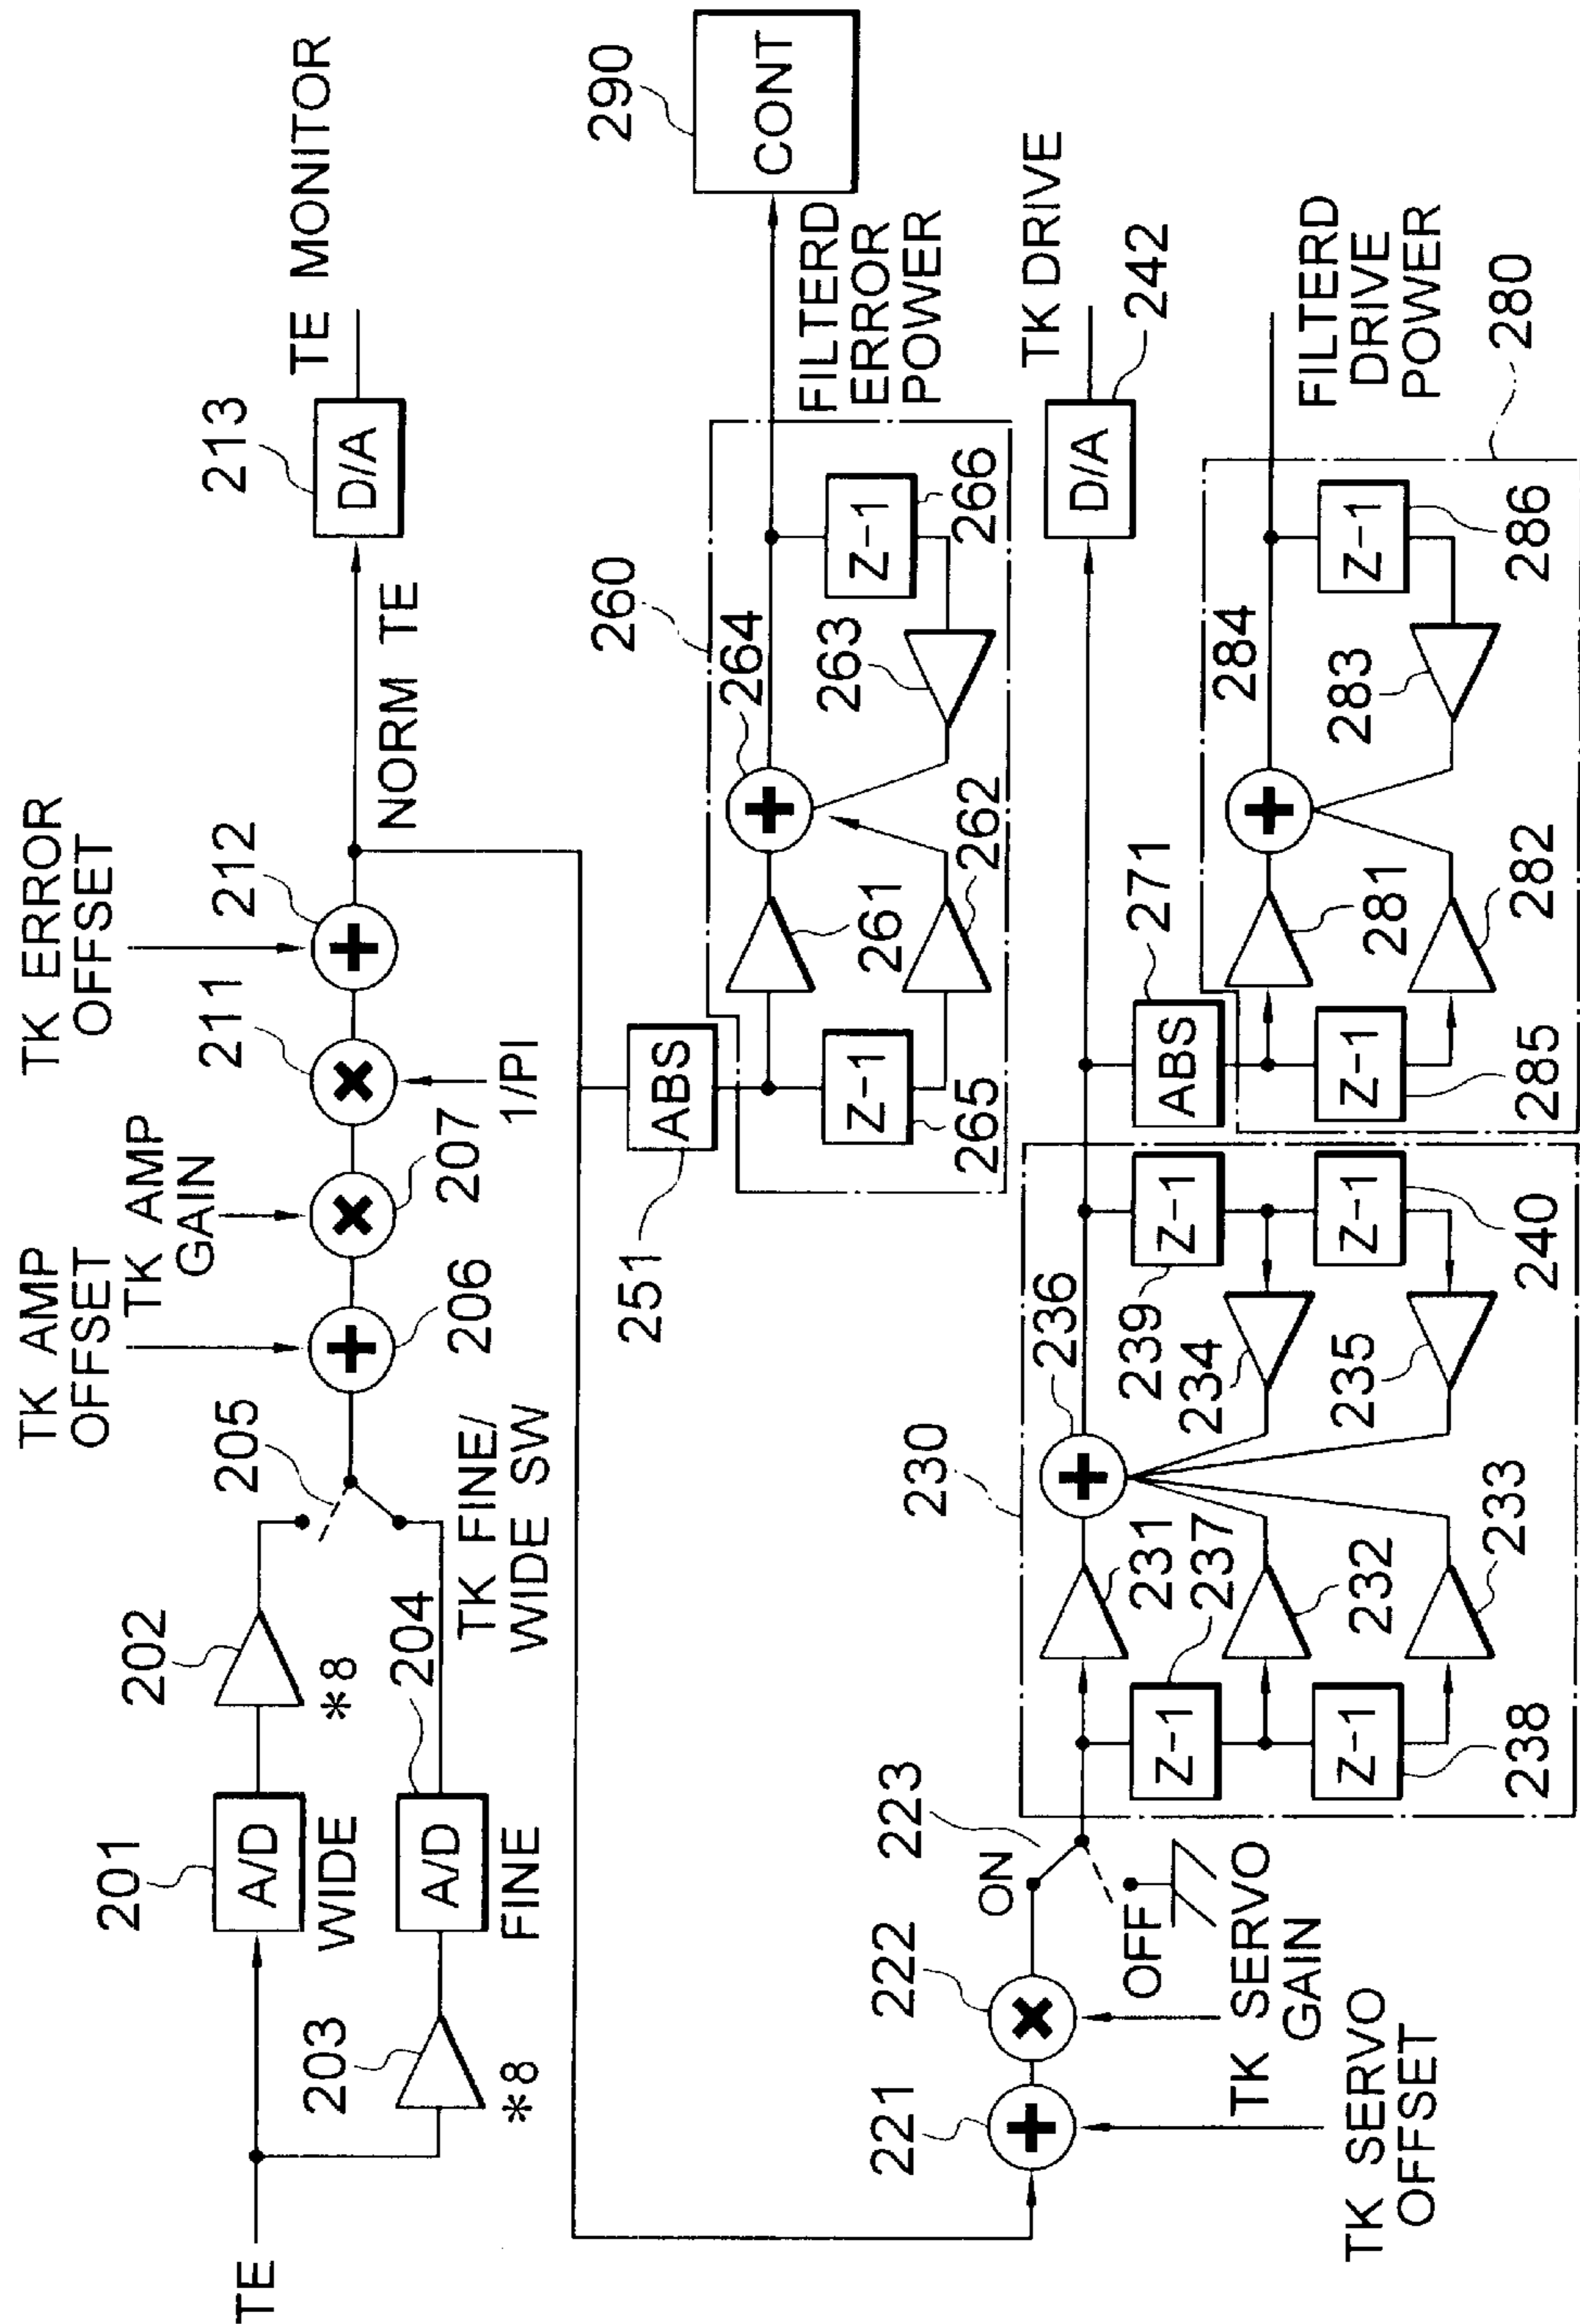 TE
201
A/D
WIDE
202
*8
203
*8
204
A/D
FINE
205
TK FINE/
WIDE SW
TK AMP
OFFSET
206
TK AMP
GAIN
207
211
1/PI
TK ERROR
OFFSET
212
NORM TE
213
D/A
TE MONITOR
251
ABS
260
261
262
263
264
Z-1
265
Z-1
266
FILTERD
ERROR
POWER
290
CONT
221
222
TK SERVO
OFFSET
TK SERVO
GAIN
ON
OFF
223
230
231
232
233
234
235
236
Z-1
237
Z-1
238
Z-1
239
Z-1
240
D/A
242
TK DRIVE
271
ABS
280
281
282
283
284
Z-1
285
Z-1
286
FILTERD
DRIVE
POWER